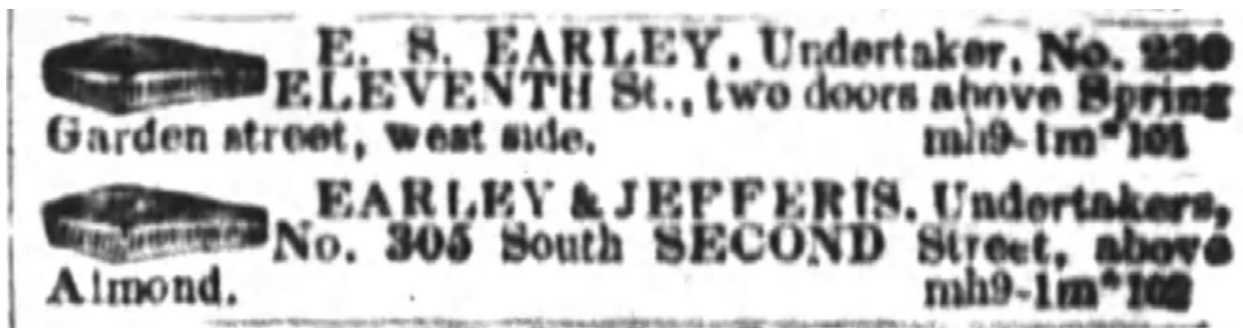 E. S. EARLEY, Undertaker, No. 230
ELEVENTH St., two doors above Spring
Garden street, west side. mh9-1m*101
EARLEY & JEFFERIS, Undertakers,
No. 305 South SECOND Street, above
Almond. mh9-1m*102